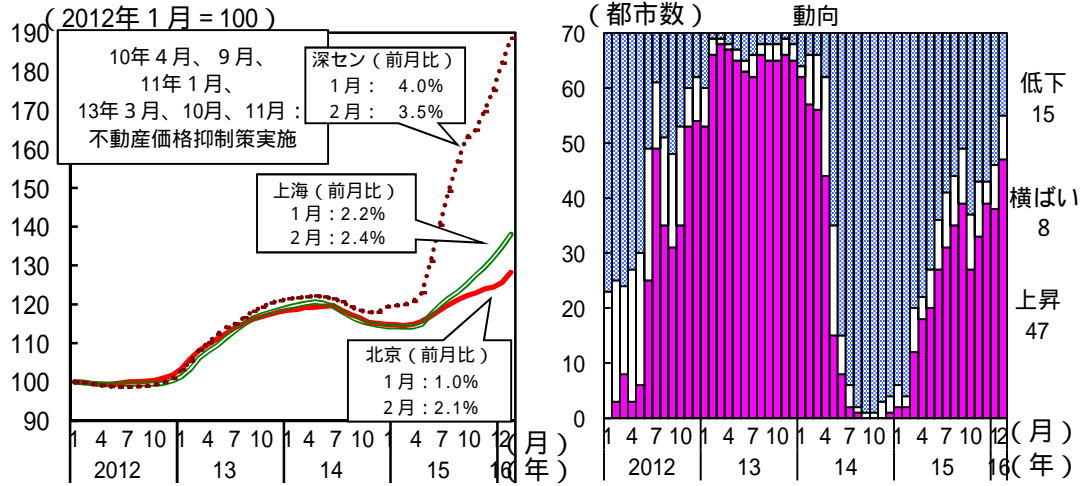 （2012年１月＝100）
190
180
170
160
150
140
130
120
110
100
90
10年４月、９月、
11年１月、
13年３月、10月、11月：
不動産価格抑制策実施
深セン（前月比）
１月： 4.0%
２月： 3.5%
上海（前月比）
１月：2.2%
２月：2.4%
北京（前月比）
１月：1.0%
２月：2.1%
1 4 7 10 1 4 7 10 1 4 7 10 1 4 7 10 12
（月）
2012 13 14 15 16
（年）
（都市数）
動向
70
60
50
40
30
20
10
0
低下
15
横ばい
8
上昇
47
1 4 7 10 1 4 7 10 1 4 7 10 1 4 7 10 12
（月）
2012 13 14 15 16
（年）